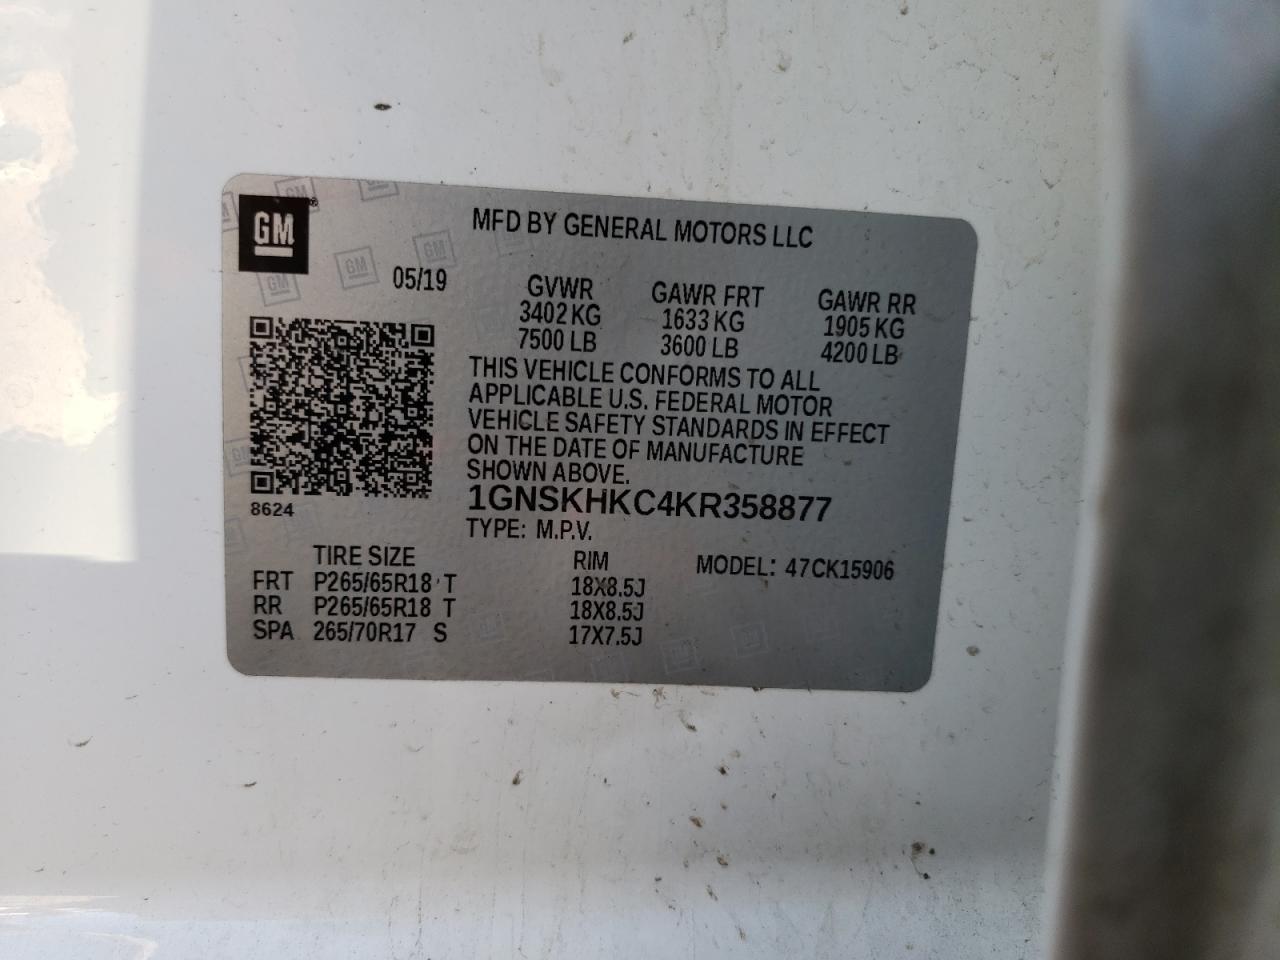 GM
MFD BY GENERAL MOTORS LLC
05/19
GVWR GAWR FRT GAWR RR
3402 KG 1633 KG 1905 KG
7500 LB 3600 LB 4200 LB
THIS VEHICLE CONFORMS TO ALL
APPLICABLE U.S. FEDERAL MOTOR
VEHICLE SAFETY STANDARDS IN EFFECT
ON THE DATE OF MANUFACTURE
SHOWN ABOVE.
8624
1GNSKHKC4KR358877
TYPE: M.P.V.
TIRE SIZE RIM MODEL: 47CK15906
FRT P265/65R18 T 18X8.5J
RR P265/65R18 T 18X8.5J
SPA 265/70R17 S 17X7.5J